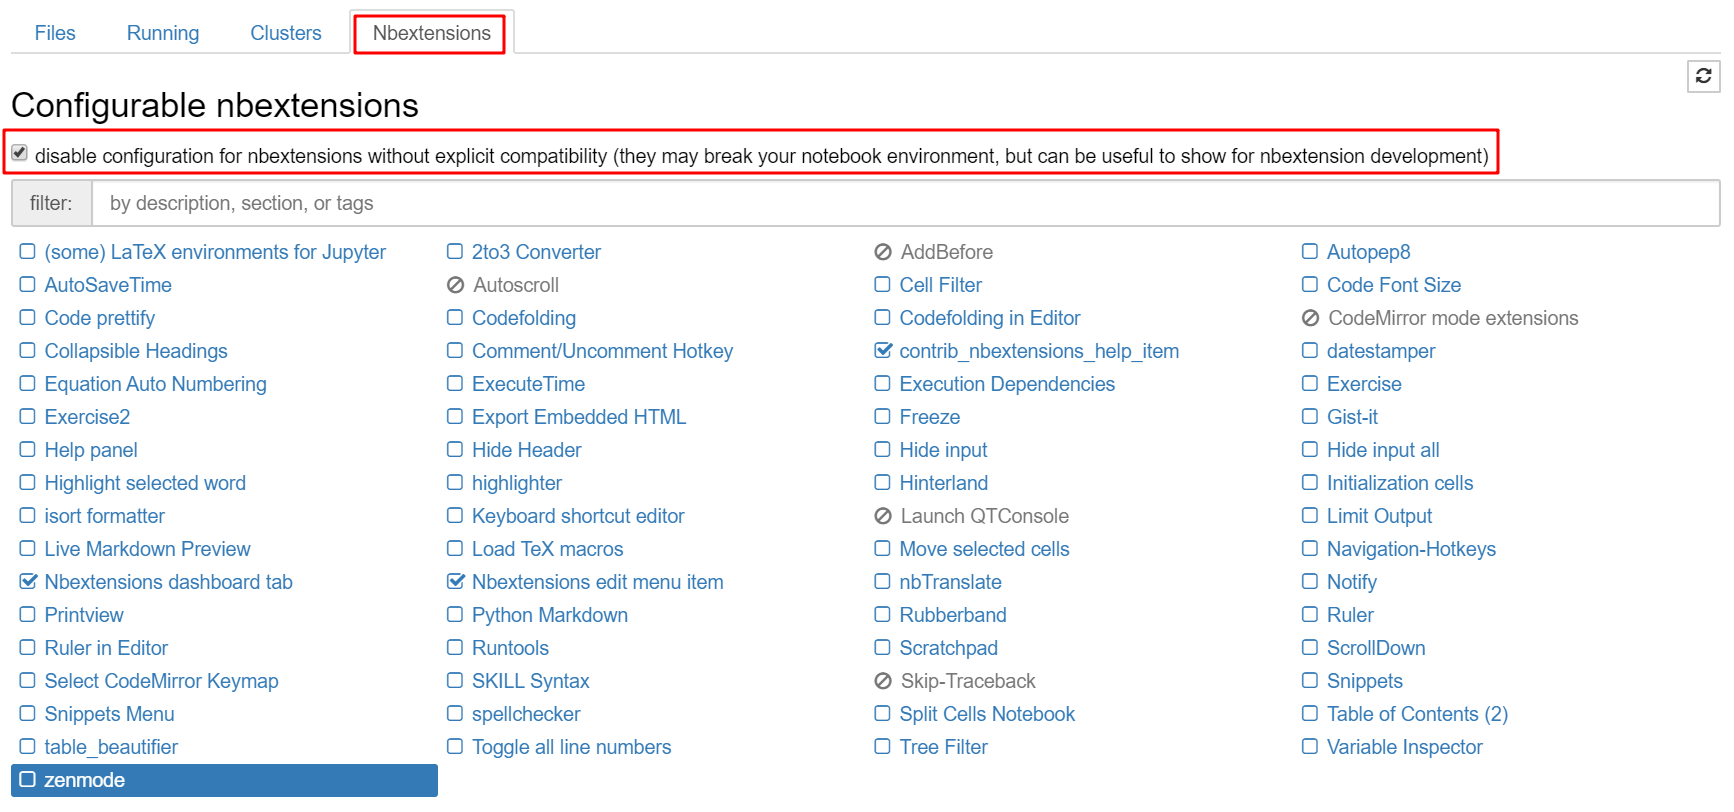 Files Running Clusters Nbextensions
Configurable nbextensions
disable configuration for nbextensions without explicit compatibility (they may break your notebook environment, but can be useful to show for nbextension development)
filter: by description, section, or tags
(some) LaTeX environments for Jupyter 2to3 Converter AddBefore Autopep8
AutoSaveTime Autoscroll Cell Filter Code Font Size
Code prettify Codefolding Codefolding in Editor CodeMirror mode extensions
Collapsible Headings Comment/Uncomment Hotkey contrib_nbextensions_help_item datestamper
Equation Auto Numbering ExecuteTime Execution Dependencies Exercise
Exercise2 Export Embedded HTML Freeze Gist-it
Help panel Hide Header Hide input Hide input all
Highlight selected word highlighter Hinterland Initialization cells
isort formatter Keyboard shortcut editor Launch QTConsole Limit Output
Live Markdown Preview Load TeX macros Move selected cells Navigation-Hotkeys
Nbextensions dashboard tab Nbextensions edit menu item nbTranslate Notify
Printview Python Markdown Rubberband Ruler
Ruler in Editor Runtools Scratchpad ScrollDown
Select CodeMirror Keymap SKILL Syntax Skip-Traceback Snippets
Snippets Menu spellchecker Split Cells Notebook Table of Contents (2)
table_beautifier Toggle all line numbers Tree Filter Variable Inspector
zenmode